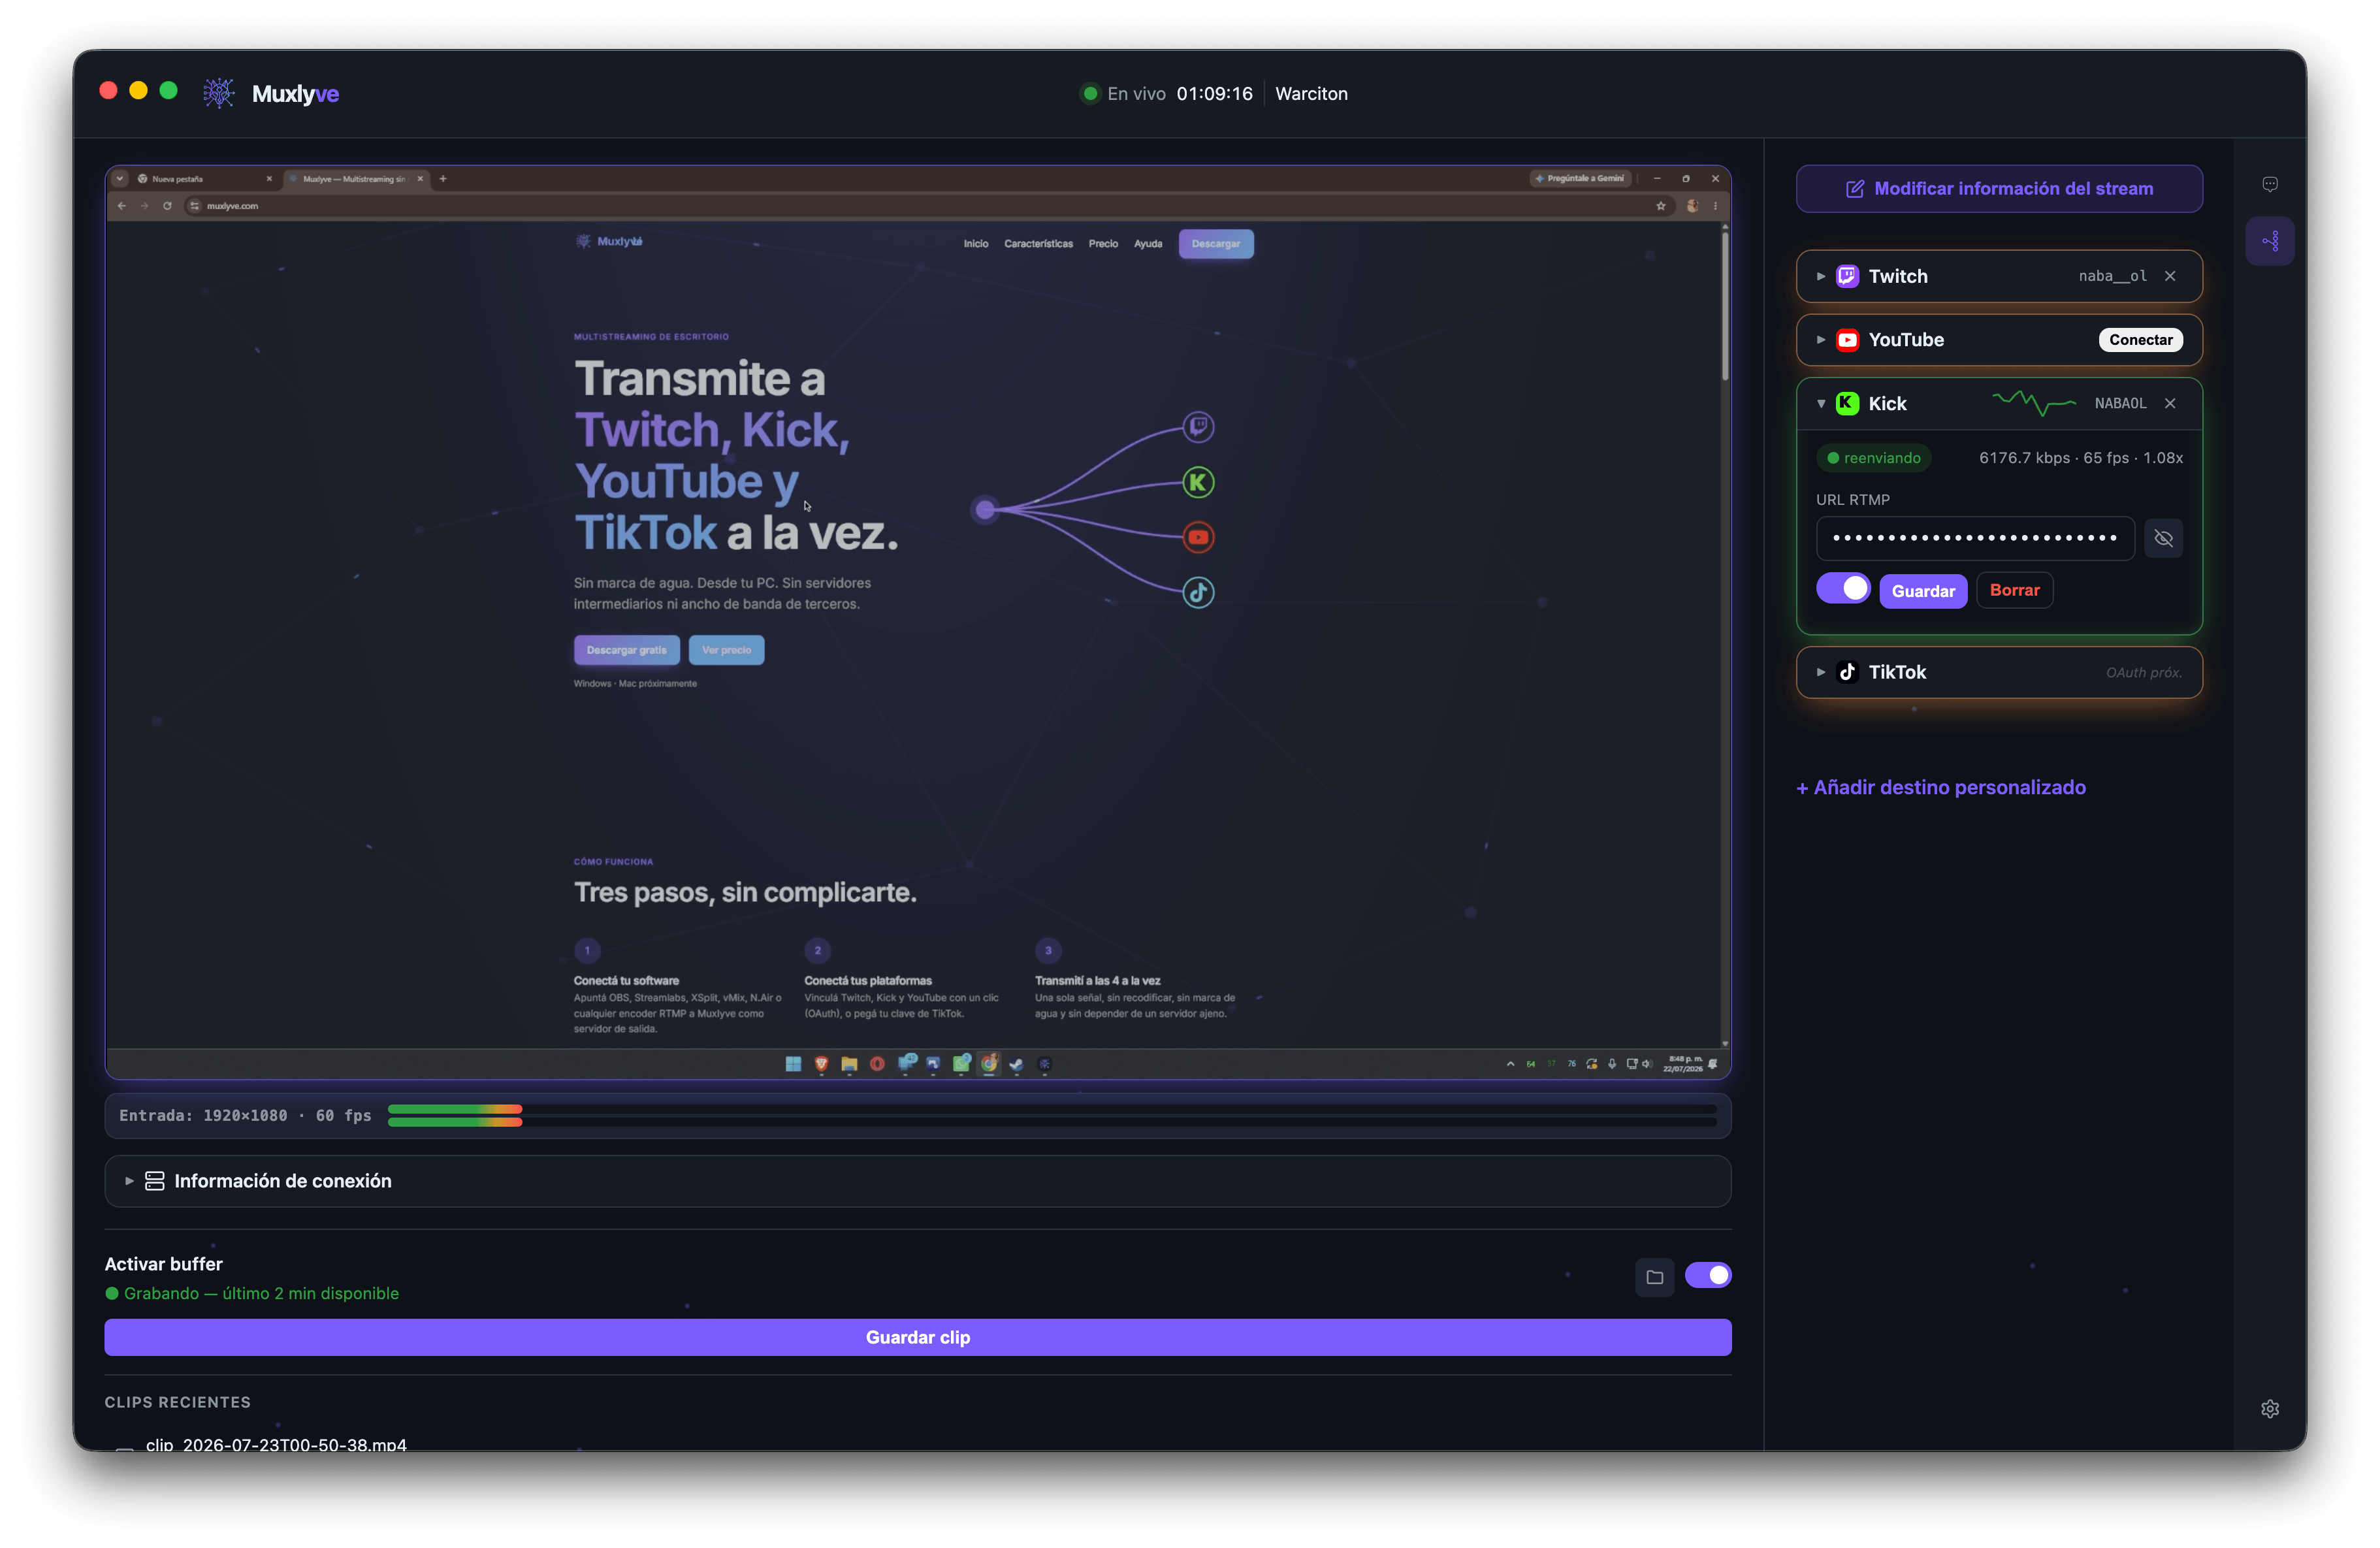 Muxlyve
En vivo 01:09:16 Warciton
Nueva pestaña
Muxlyve — Multistreaming sin
Pregúntale a Gemini
muxlyve.com
Inicio Características Precio Ayuda Descargar
MULTISTREAMING DE ESCRITORIO
Transmite a
Twitch, Kick,
YouTube y
TikTok a la vez.
Sin marca de agua. Desde tu PC. Sin servidores
intermediarios ni ancho de banda de terceros.
Descargar gratis Ver precio
Windows · Mac próximamente
CÓMO FUNCIONA
Tres pasos, sin complicarte.
1
Conectá tu software
Apuntá OBS, Streamlabs, XSplit, vMix, N.Air o
cualquier encoder RTMP a Muxlyve como
servidor de salida.
2
Conectá tus plataformas
Vinculá Twitch, Kick y YouTube con un clic
(OAuth), o pegá tu clave de TikTok.
3
Transmití a las 4 a la vez
Una sola señal, sin recodificar, sin marca de
agua y sin depender de un servidor ajeno.
76
8:48 p. m.
22/07/2026
Entrada: 1920×1080 · 60 fps
Información de conexión
Activar buffer
Grabando — último 2 min disponible
Guardar clip
CLIPS RECIENTES
clip_2026-07-23T00-50-38.mp4
Modificar información del stream
Twitch naba__ol
YouTube Conectar
Kick NABAOL
reenviando 6176.7 kbps · 65 fps · 1.08x
URL RTMP
Guardar Borrar
TikTok OAuth próx.
+ Añadir destino personalizado